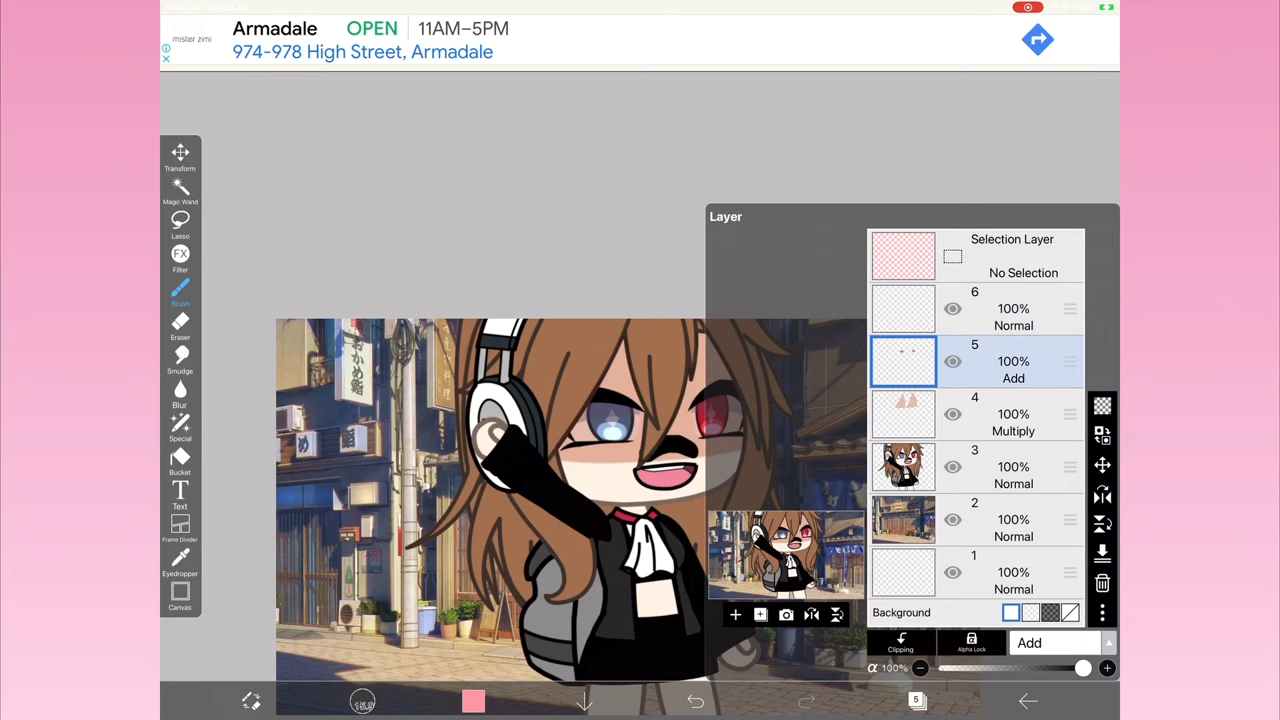 mister zimi
Armadale OPEN 11AM–5PM
974-978 High Street, Armadale
Transform
Magic Wand
Lasso
FX
Filter
Brush
Eraser
Smudge
Blur
Special
Bucket
T
Text
Frame Divider
Eyedropper
Canvas
Layer
Selection Layer
No Selection
6
100%
Normal
5
100%
Add
4
100%
Multiply
3
100%
Normal
2
100%
Normal
1
100%
Normal
Background
Clipping
Alpha Lock
Add
α 100%
15.0
5